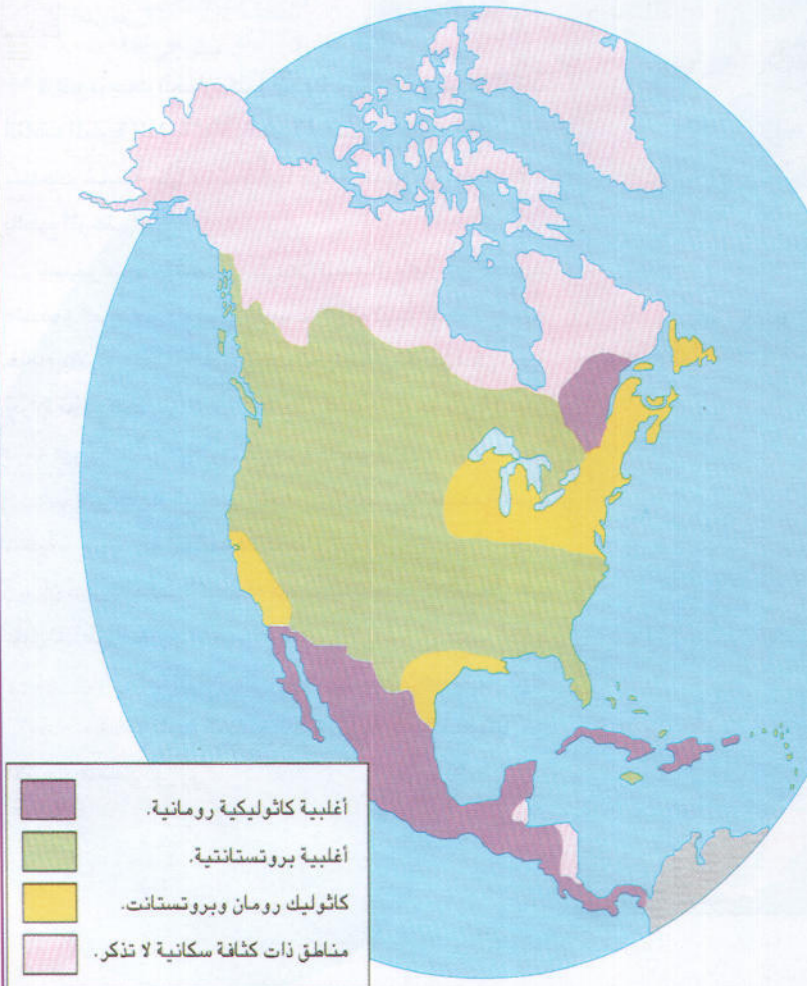 أغلبية كاثوليكية رومانية.
أغلبية بروتستانتية.
كاثوليك رومان وبروتستانت.
مناطق ذات كثافة سكانية لا تذكر.